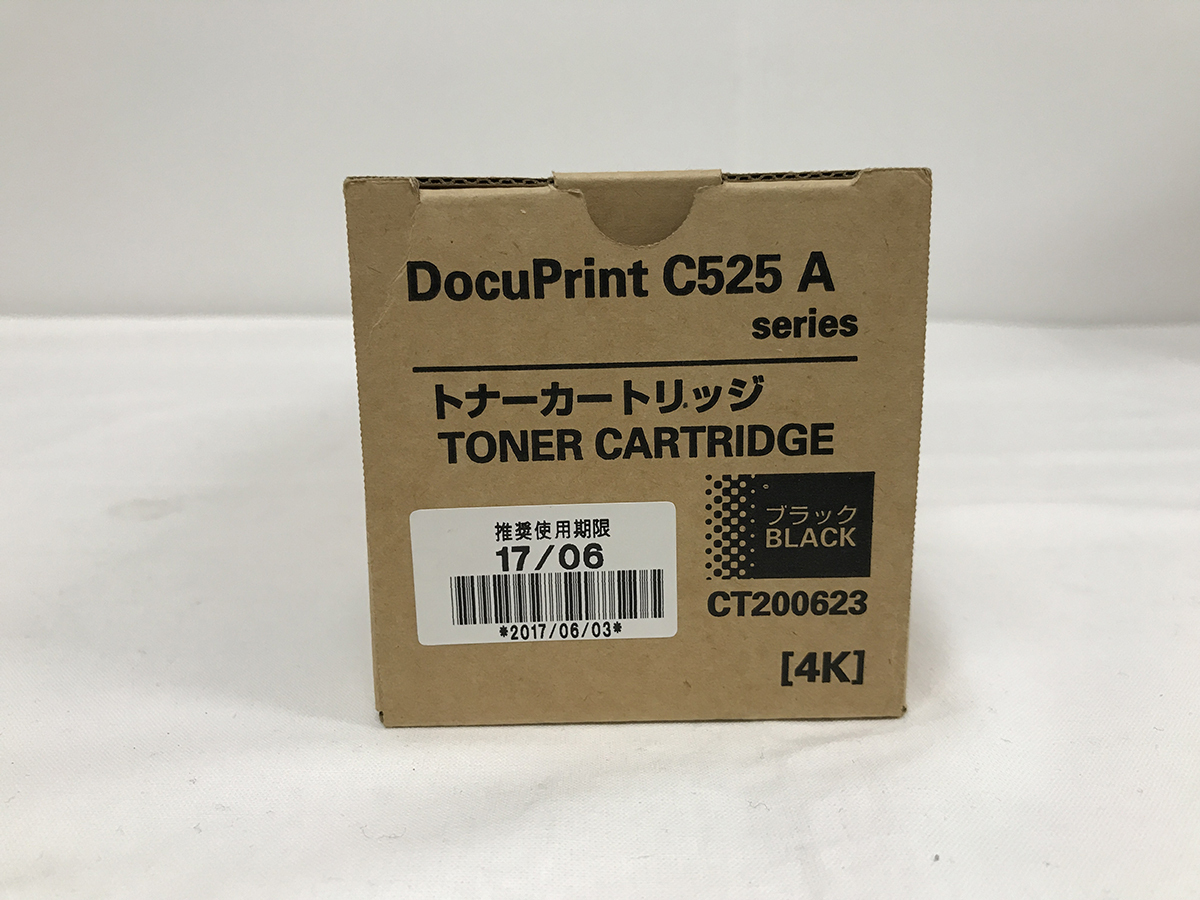 DocuPrint C525 A
series
トナーカートリッジ
TONER CARTRIDGE
推奨使用期限
17/06
*2017/06/03*
ブラック
BLACK
CT200623
[4K]